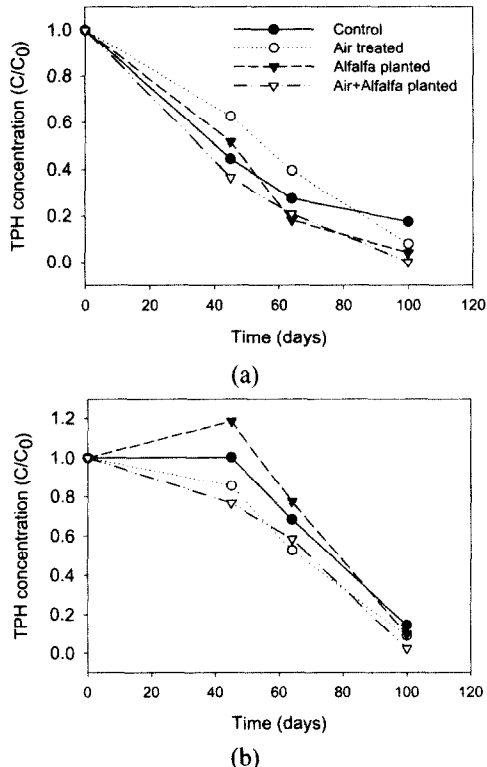 Control
Air treated
Alfalfa planted
Air+Alfalfa planted
TPH concentration (C/C0)
1.0
0.8
0.6
0.4
0.2
0.0
0 20 40 60 80 100 120
Time (days)
(a)
TPH concentration (C/C0)
1.2
1.0
0.8
0.6
0.4
0.2
0.0
0 20 40 60 80 100 120
Time (days)
(b)